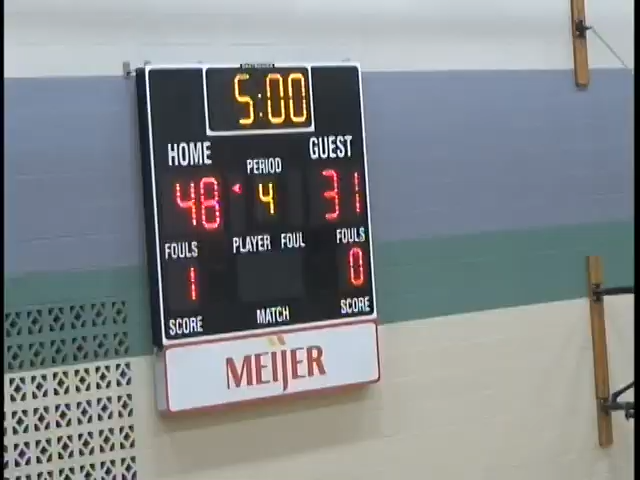 5:00
HOME GUEST
PERIOD
48 4 31
FOULS PLAYER FOUL FOULS
1 0
SCORE MATCH SCORE
MEIJER